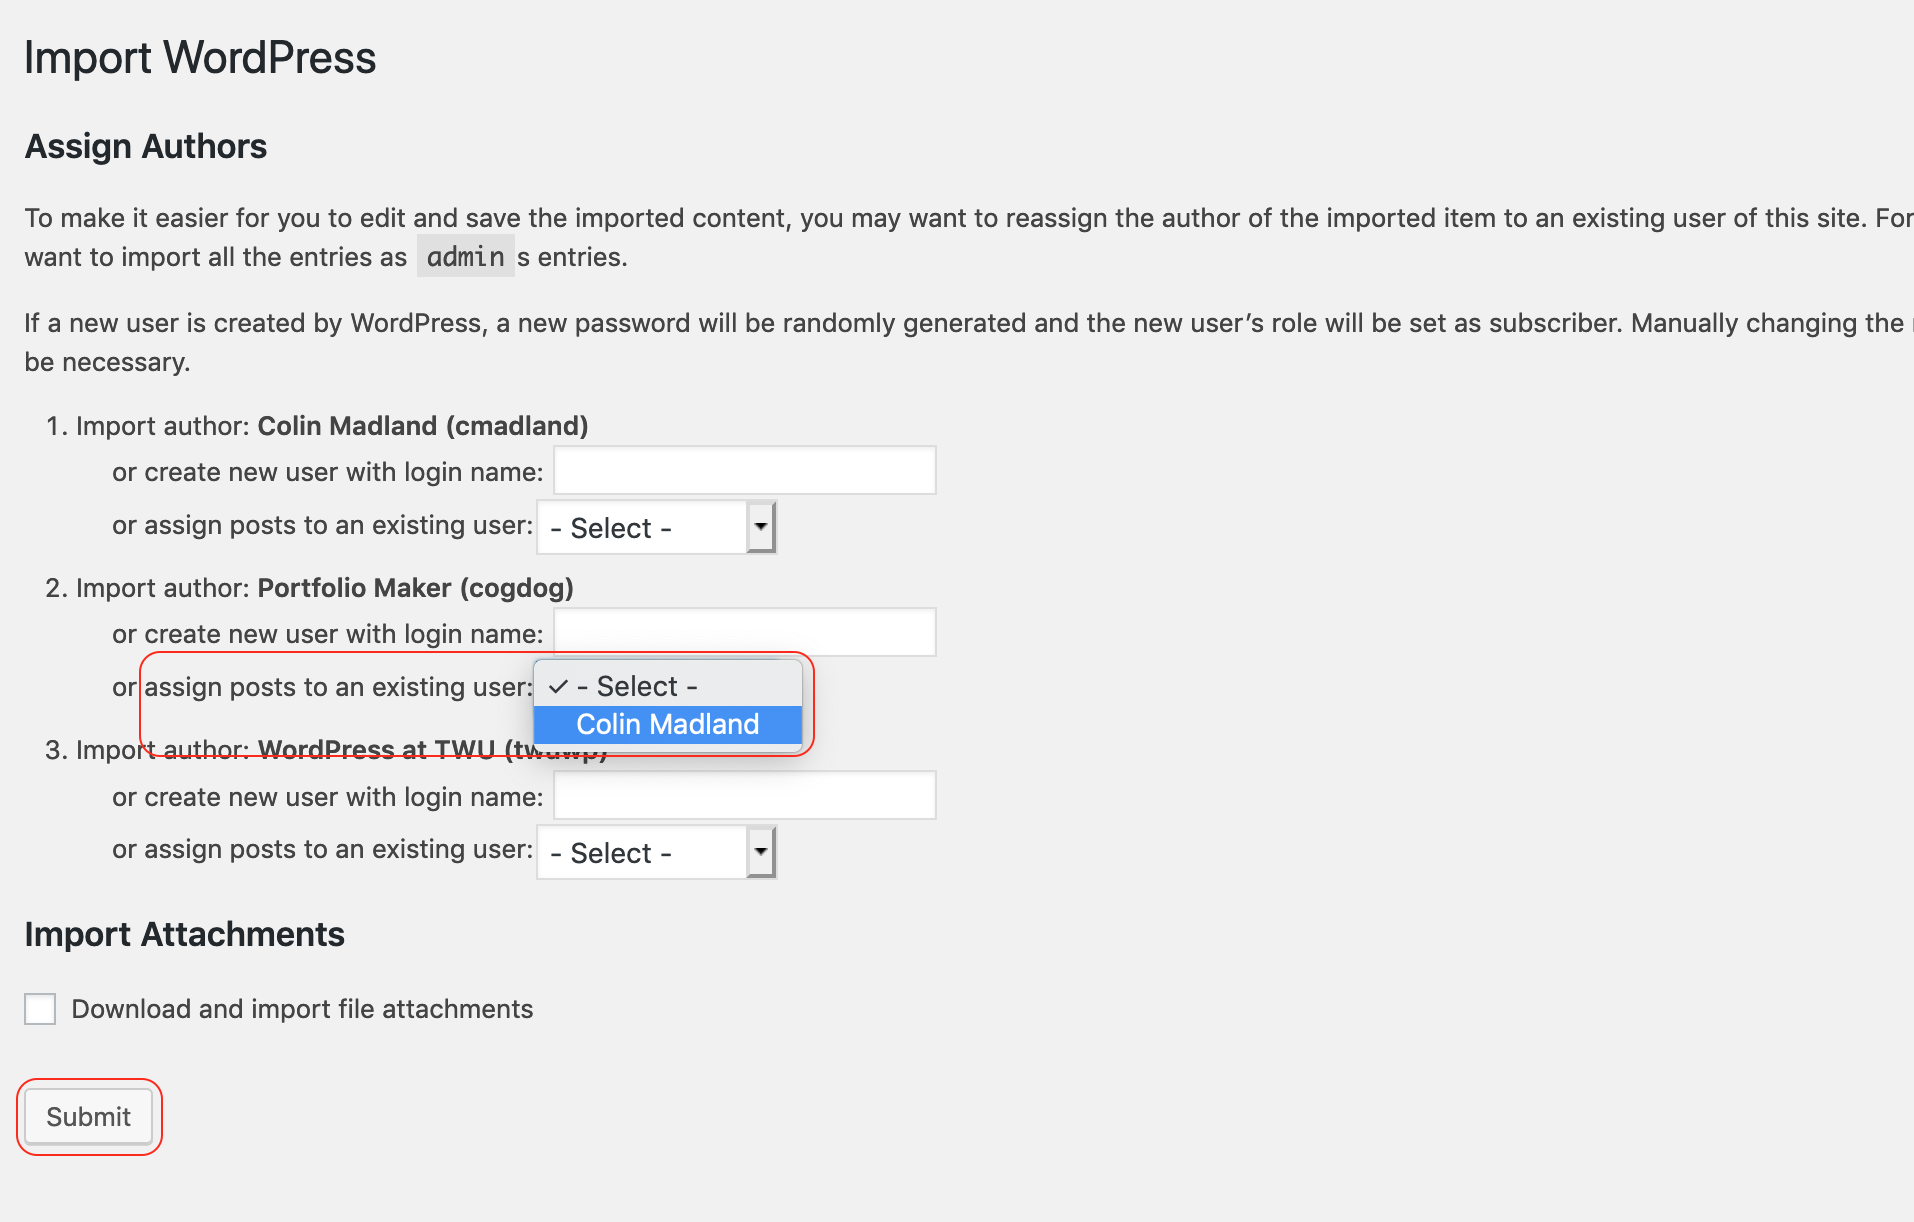 Import WordPress
Assign Authors
To make it easier for you to edit and save the imported content, you may want to reassign the author of the imported item to an existing user of this site. For
want to import all the entries as admin s entries.
If a new user is created by WordPress, a new password will be randomly generated and the new user’s role will be set as subscriber. Manually changing the
be necessary.
1. Import author: Colin Madland (cmadland)
or create new user with login name:
or assign posts to an existing user: - Select -
2. Import author: Portfolio Maker (cogdog)
or create new user with login name:
or assign posts to an existing user: ✓ - Select -
Colin Madland
3. Import author: WordPress at TWU (twuwp)
or create new user with login name:
or assign posts to an existing user: - Select -
Import Attachments
Download and import file attachments
Submit